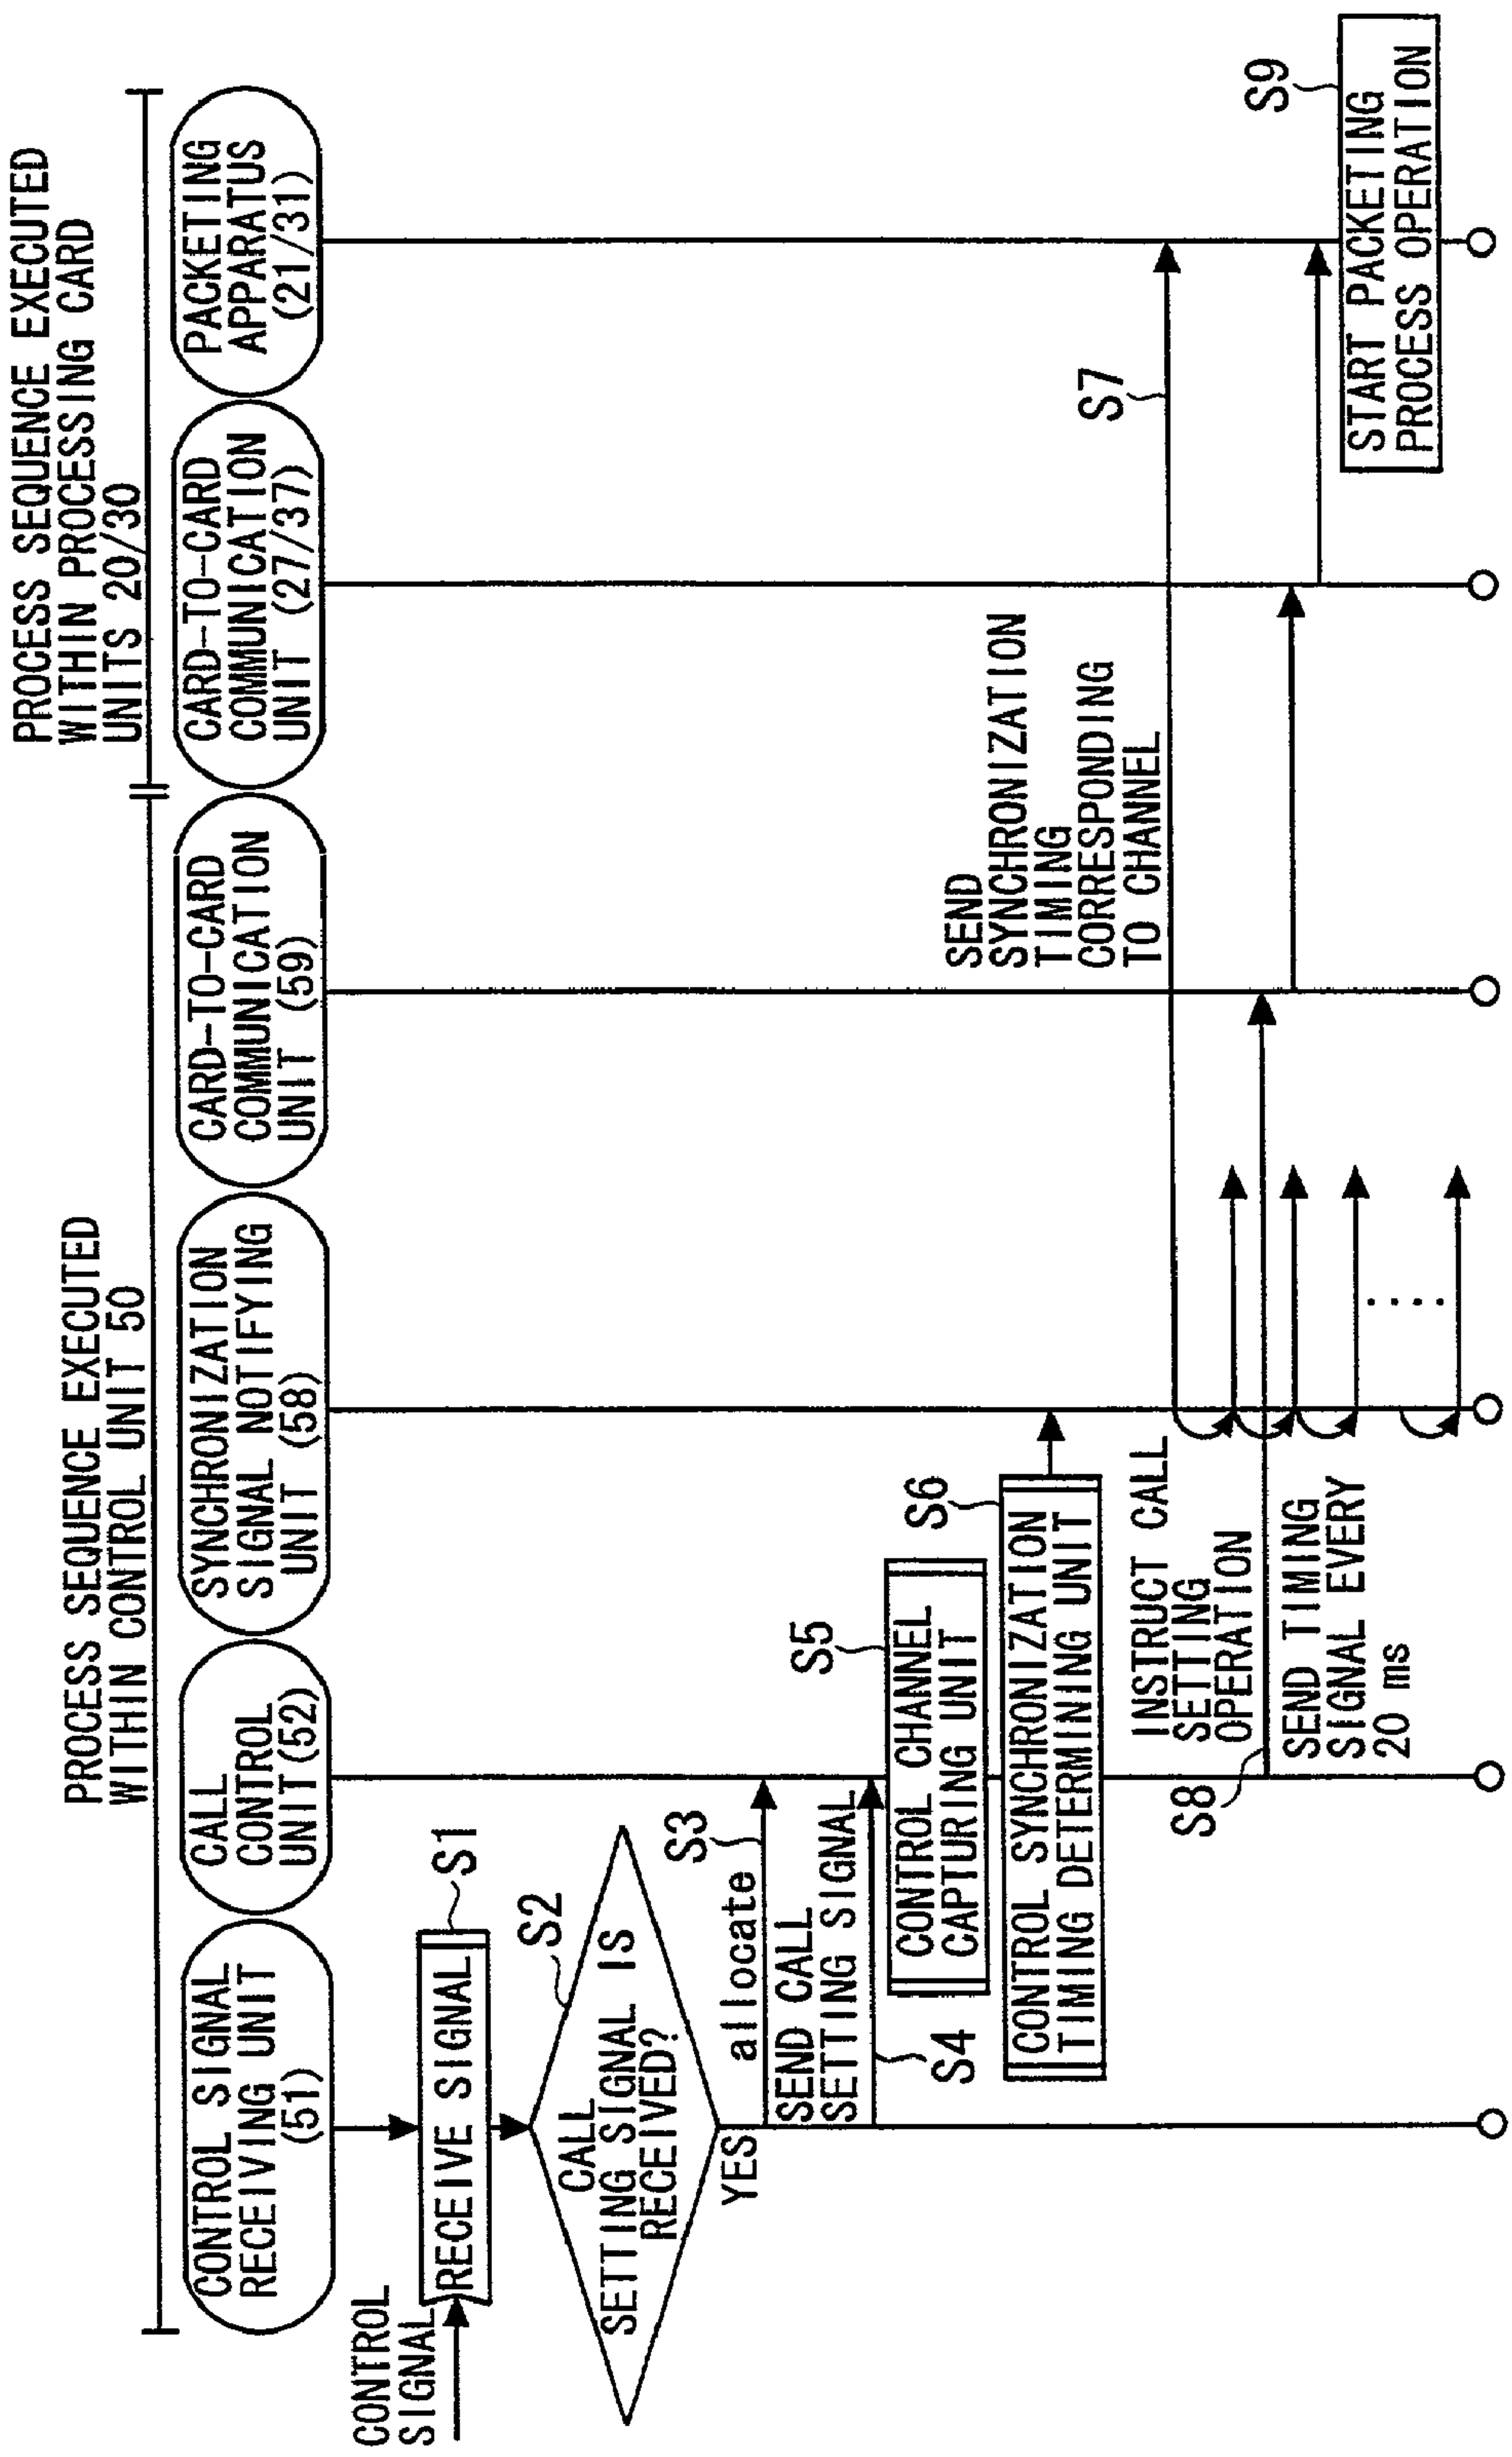 PROCESS SEQUENCE EXECUTED
WITHIN CONTROL UNIT 50
PROCESS SEQUENCE EXECUTED
WITHIN PROCESSING CARD
UNITS 20/30
CONTROL SIGNAL
RECEIVING UNIT
(51)
CALL
CONTROL
UNIT(52)
SYNCHRONIZATION
SIGNAL NOTIFYING
UNIT (58)
CARD-TO-CARD
COMMUNICATION
UNIT (59)
CARD-TO-CARD
COMMUNICATION
UNIT (27/37)
PACKETING
APPARATUS
(21/31)
CONTROL
SIGNAL
RECEIVE SIGNAL
S1
S2
CALL
SETTING SIGNAL IS
RECEIVED?
YES
allocate
S3
SEND CALL
SETTING SIGNAL
S4
S5
CONTROL CHANNEL
CAPTURING UNIT
S6
CONTROL SYNCHRONIZATION
TIMING DETERMINING UNIT
SEND
SYNCHRONIZATION
TIMING
CORRESPONDING
TO CHANNEL
S7
INSTRUCT CALL
SETTING
OPERATION
S8
SEND TIMING
SIGNAL EVERY
20 ms
S9
START PACKETING
PROCESS OPERATION